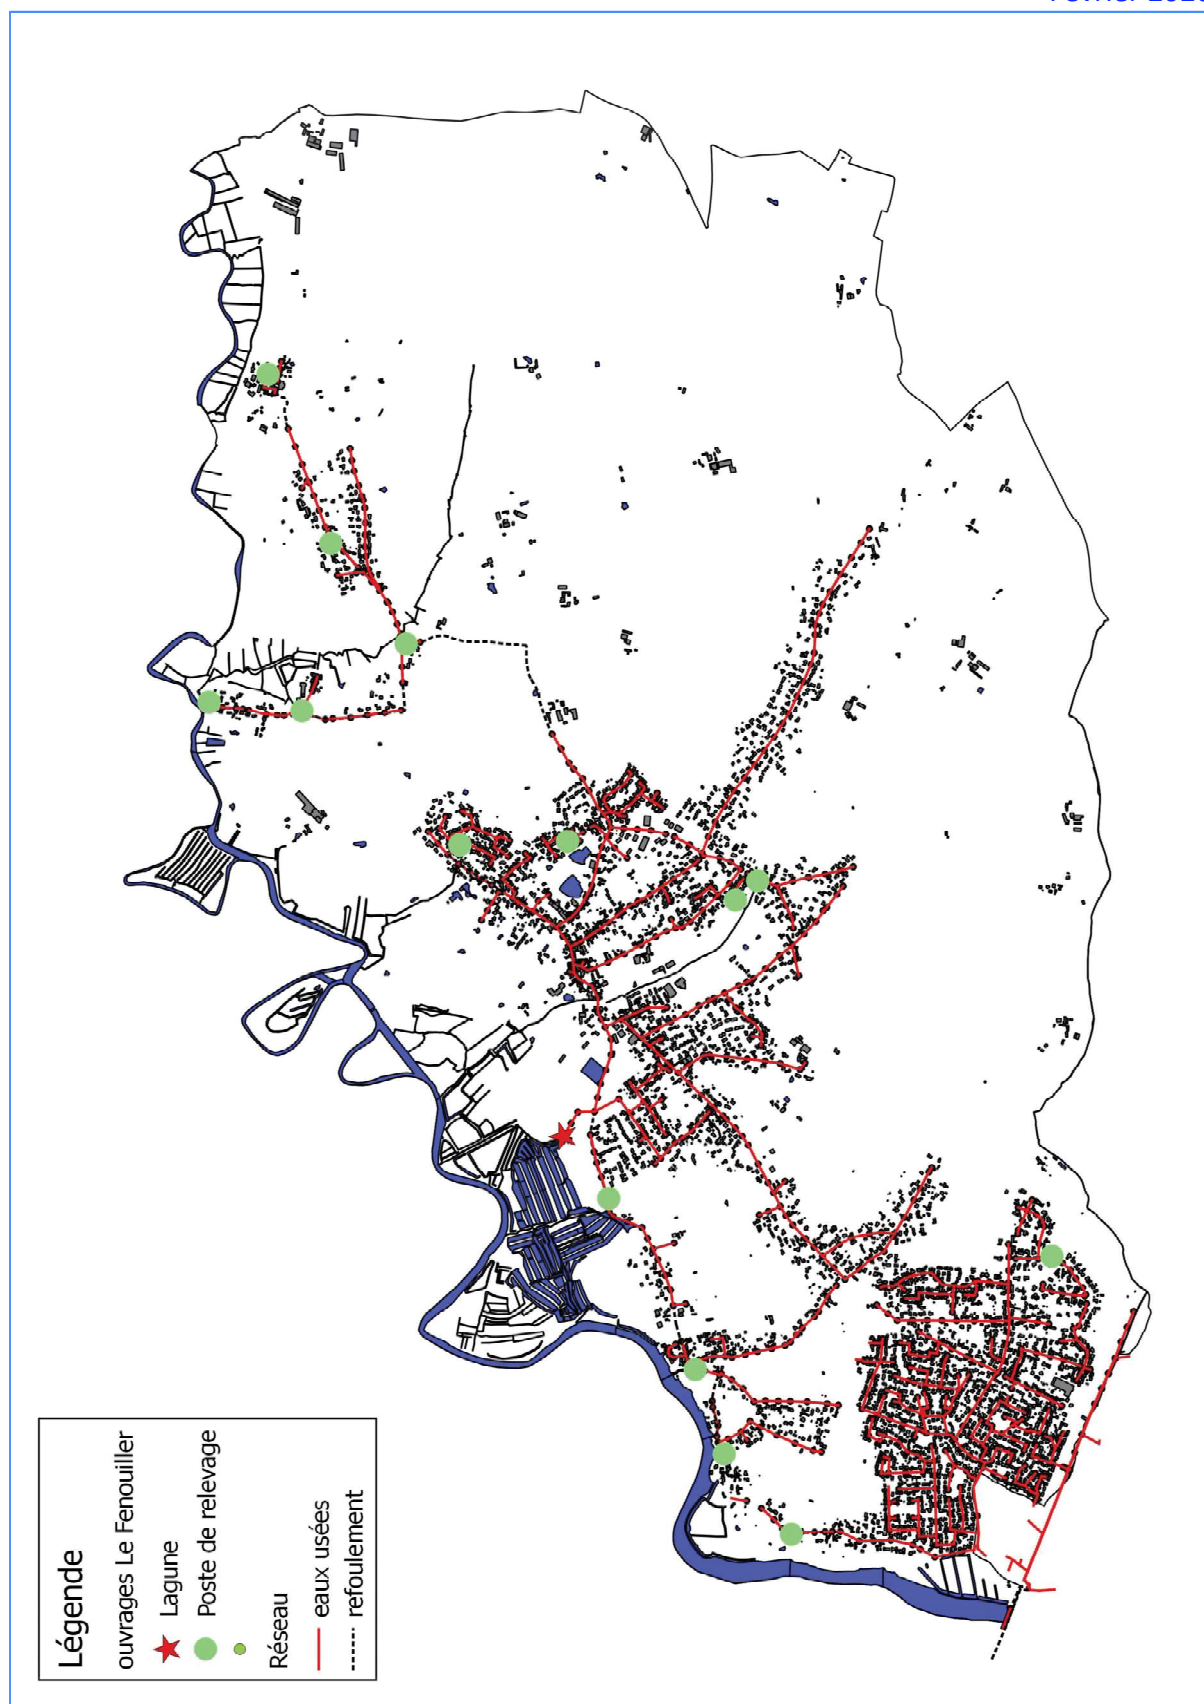 Légende
ouvrages Le Fenouiller
Lagune
Poste de relevage
Réseau
eaux usées
refoulement